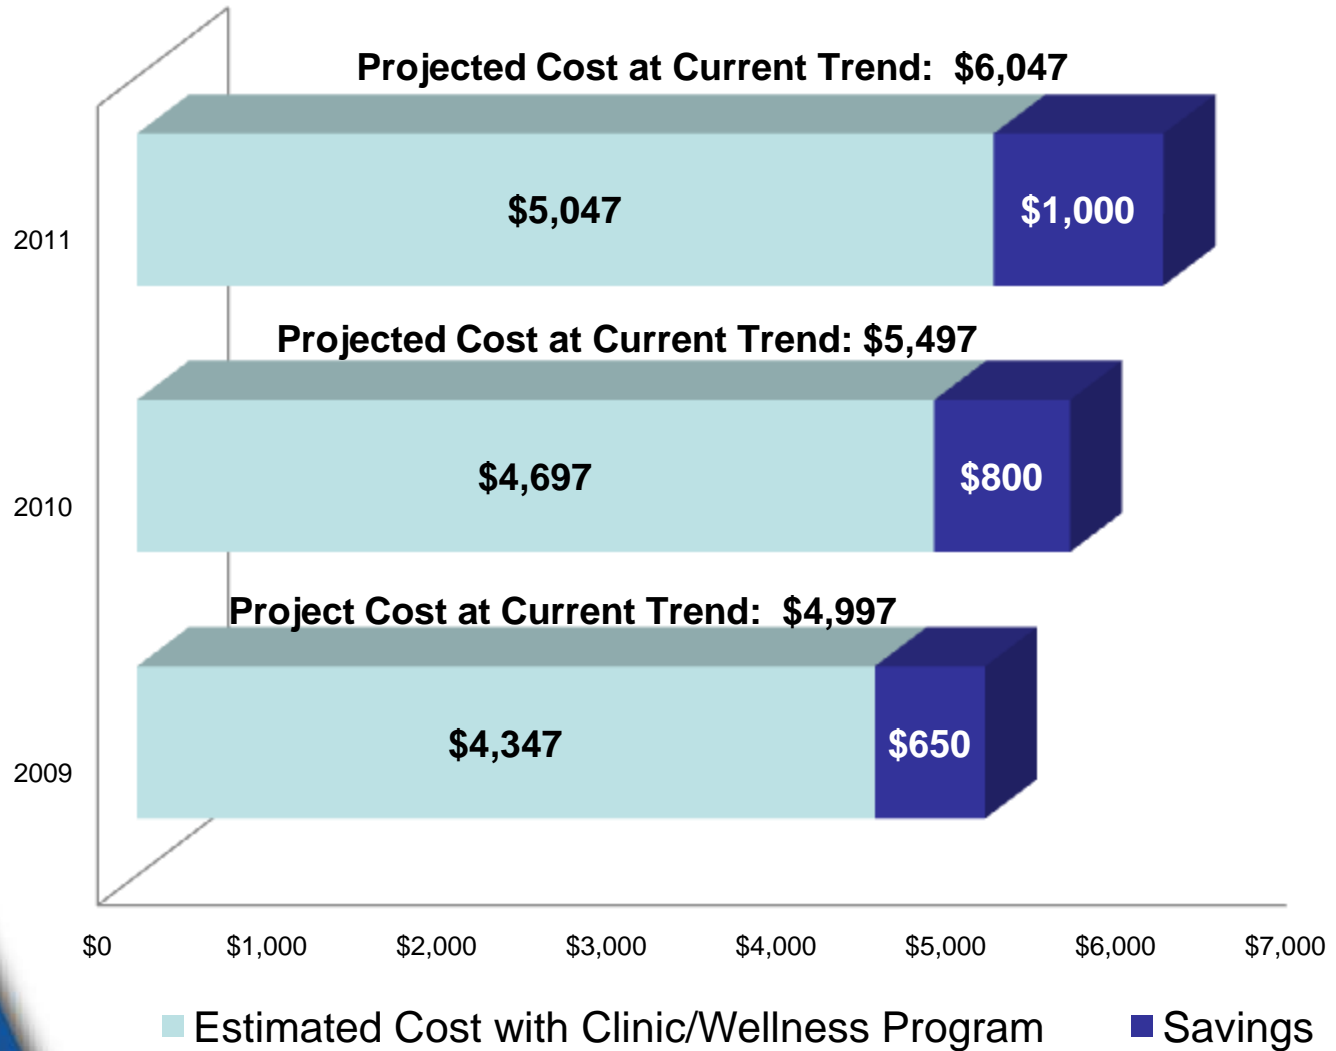 Projected Cost at Current Trend:  $6,047
$5,047
$1,000
2011
Projected Cost at Current Trend: $5,497
$4,697
$800
2010
Project Cost at Current Trend:  $4,997
$4,347
$650
2009
$0 $1,000 $2,000 $3,000 $4,000 $5,000 $6,000 $7,000
Estimated Cost with Clinic/Wellness Program Savings